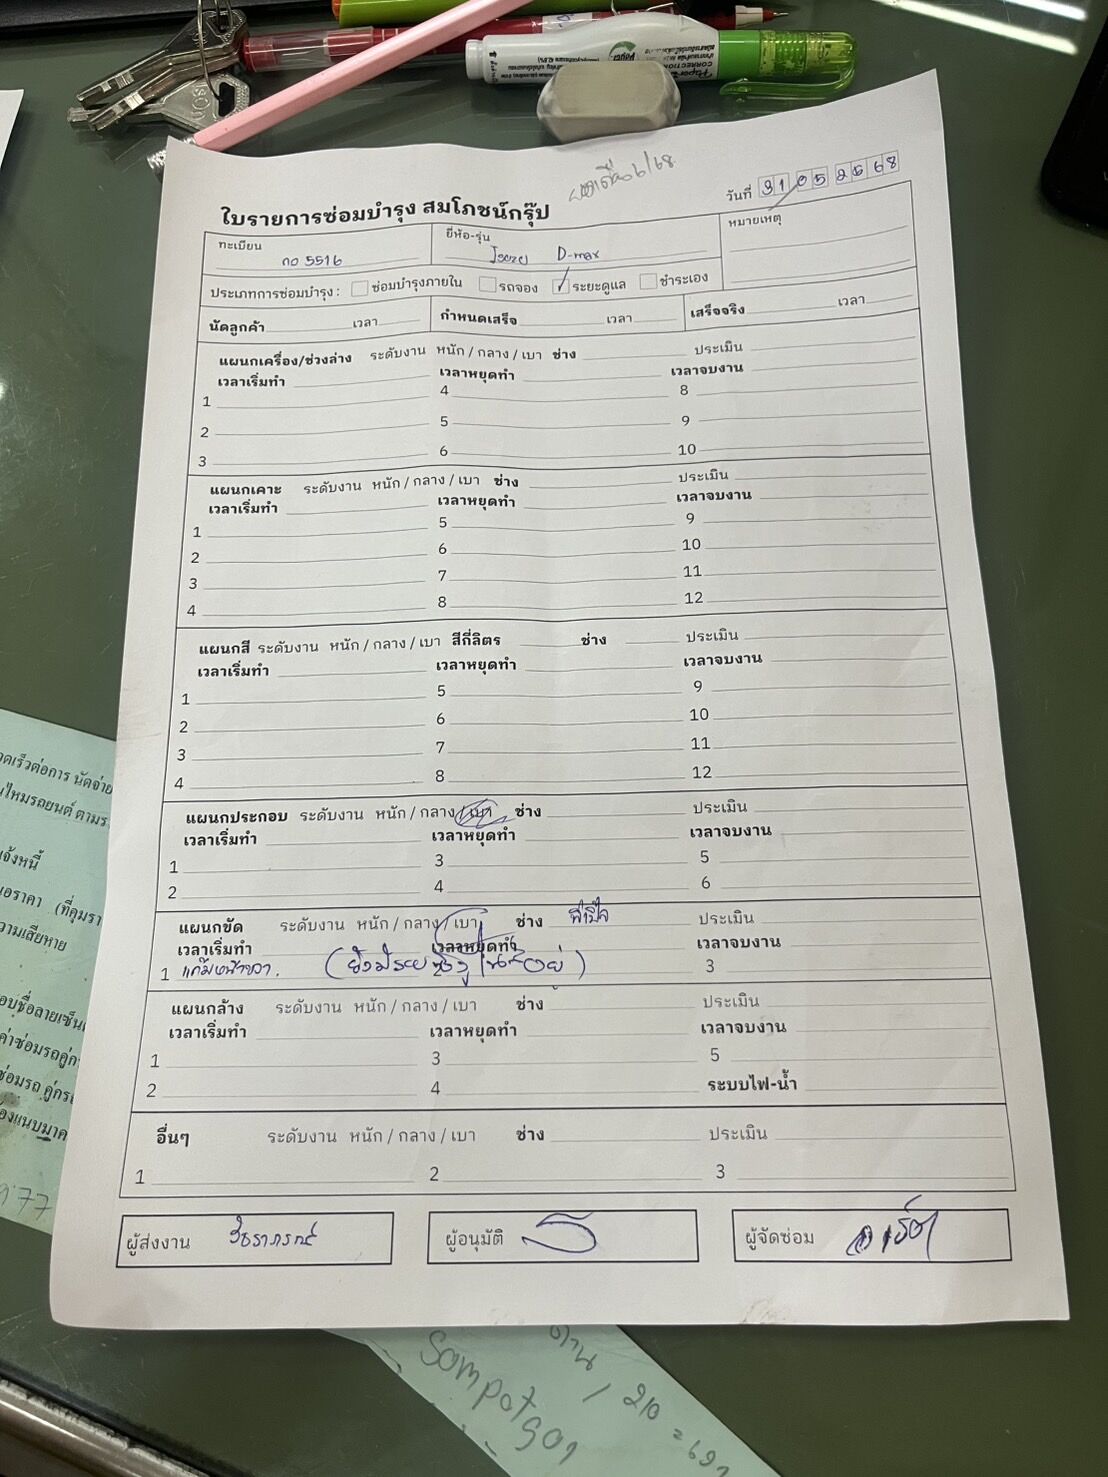 วันที่ 31 05 2568
ใบรายการซ่อมบำรุง สมโภชน์กรุ๊ป
ทะเบียน กอ 5516 ยี่ห้อ-รุ่น Isuzu D-max หมายเหตุ
ประเภทการซ่อมบำรุง : ซ่อมบำรุงภายใน รถจอง ระยะดูแล ชำระเอง
นัดลูกค้า เวลา กำหนดเสร็จ เวลา เสร็จจริง เวลา
แผนกเครื่อง/ช่วงล่าง ระดับงาน หนัก / กลาง / เบา ช่าง ประเมิน
เวลาเริ่มทำ เวลาหยุดทำ เวลาจบงาน
1 4 8
2 5 9
3 6 10
แผนกเคาะ ระดับงาน หนัก / กลาง / เบา ช่าง ประเมิน
เวลาเริ่มทำ เวลาหยุดทำ เวลาจบงาน
1 5 9
2 6 10
3 7 11
4 8 12
แผนกสี ระดับงาน หนัก / กลาง / เบา สีกี่ลิตร ช่าง ประเมิน
เวลาเริ่มทำ เวลาหยุดทำ เวลาจบงาน
1 5 9
2 6 10
3 7 11
4 8 12
แผนกประกอบ ระดับงาน หนัก / กลาง / เบา ช่าง ประเมิน
เวลาเริ่มทำ เวลาหยุดทำ เวลาจบงาน
1 3 5
2 4 6
แผนกขัด ระดับงาน หนัก / กลาง / เบา ช่าง
ประเมิน
เวลาเริ่มทำ เวลาหยุดทำ เวลาจบงาน
1 แก้มหน้าขวา. 2 3
แผนกล้าง ระดับงาน หนัก / กลาง / เบา ช่าง ประเมิน
เวลาเริ่มทำ เวลาหยุดทำ เวลาจบงาน
1 3 5
2 4 ระบบไฟ-น้ำ
อื่นๆ ระดับงาน หนัก / กลาง / เบา ช่าง ประเมิน
1 2 3
ผู้ส่งงาน ผู้อนุมัติ ผู้จัดซ่อม